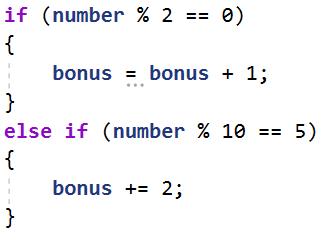 if (number % 2 == 0)
{
    bonus = bonus + 1;
}
else if (number % 10 == 5)
{
    bonus += 2;
}